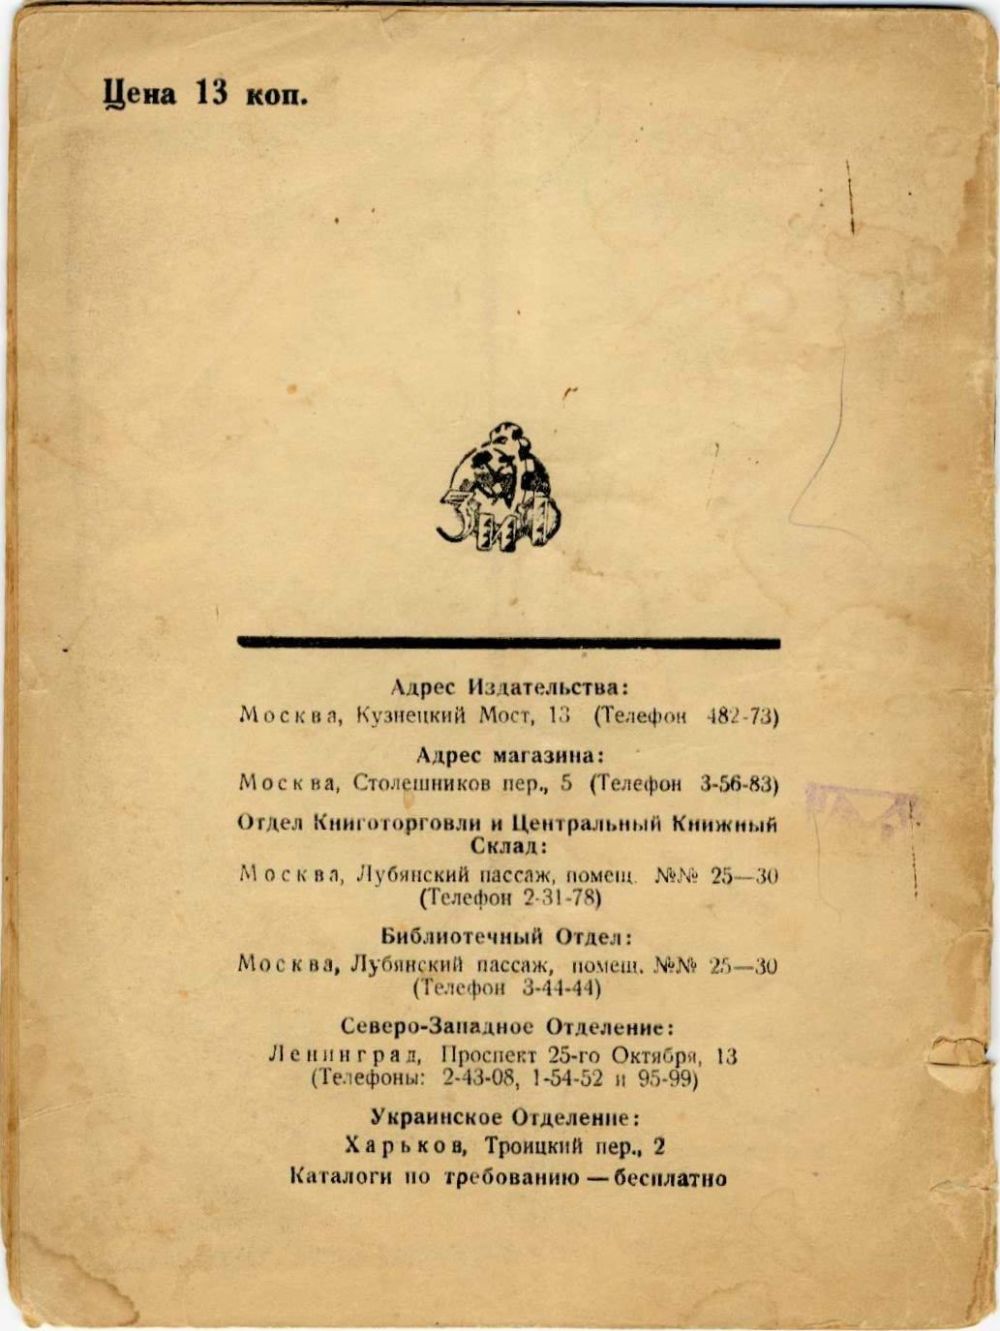 Цена 13 коп.
ЗИФ
Адрес Издательства:
Москва, Кузнецкий Мост, 13 (Телефон 482-73)
Адрес магазина:
Москва, Столешников пер., 5 (Телефон 3-56-83)
Отдел Книготорговли и Центральный Книжный
Склад:
Москва, Лубянский пассаж, помещ. №№ 25—30
(Телефон 2-31-78)
Библиотечный Отдел:
Москва, Лубянский пассаж, помещ. №№ 25—30
(Телефон 3-44-44)
Северо-Западное Отделение:
Ленинград, Проспект 25-го Октября, 13
(Телефоны: 2-43-08, 1-54-52 и 95-99)
Украинское Отделение:
Харьков, Троицкий пер., 2
Каталоги по требованию — бесплатно